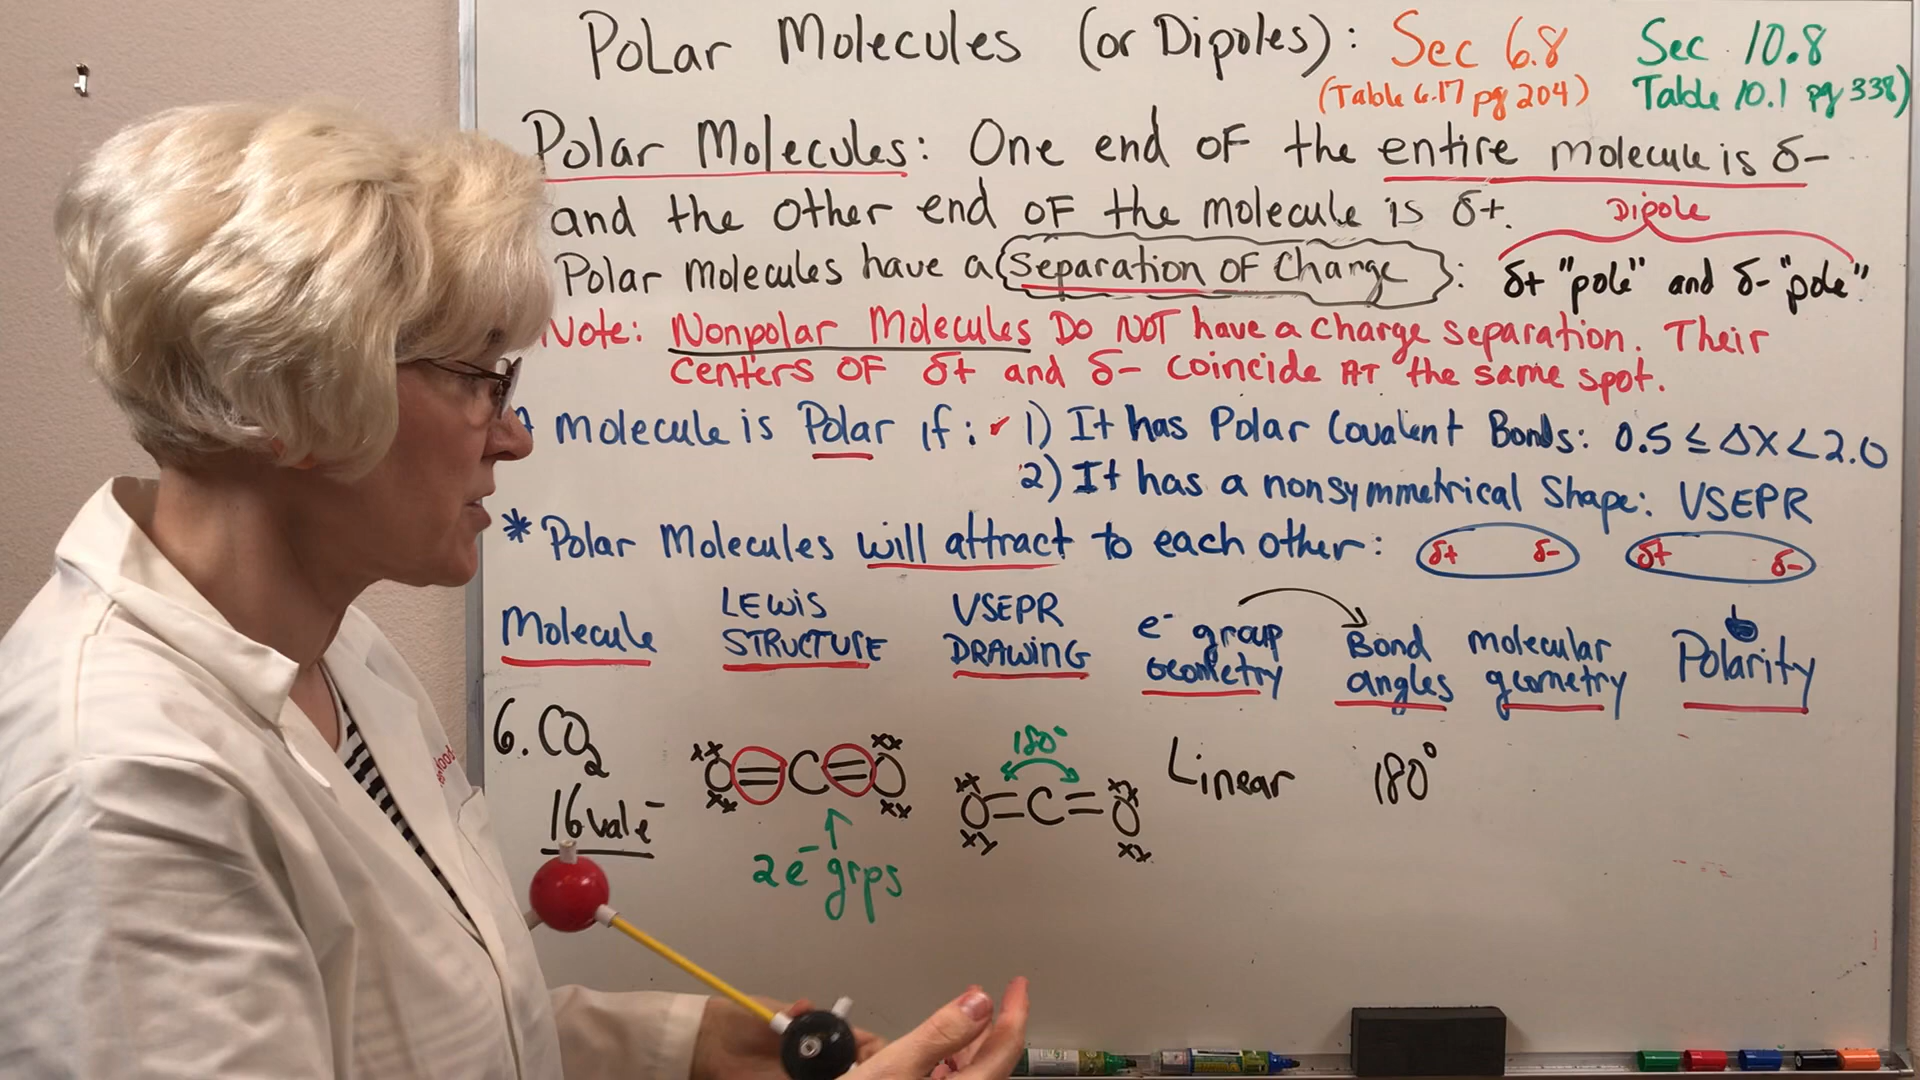 Polar Molecules (or Dipoles): Sec 6.8 Sec 10.8
(Table 6.17 pg 204) Table 10.1 pg 338)
Polar Molecules: One end of the entire molecule is δ-
and the other end of the molecule is δ+.
Dipole
Polar molecules have a Separation of Charge: δ+ "pole" and δ- "pole"
Note: Nonpolar Molecules Do NOT have a charge separation. Their
centers of δ+ and δ- coincide AT the same spot.
A molecule is Polar if: ✓ 1) It has Polar Covalent Bonds: 0.5 ≤ ΔX < 2.0
2) It has a nonsymmetrical Shape: VSEPR
* Polar Molecules will attract to each other: δ+ δ- δ+ δ-
Molecule LEWIS STRUCTURE VSEPR DRAWING e⁻ group Geometry Bond angles molecular geometry Polarity
6. CO₂ O=C=O 180° O=C=O Linear 180°
16 val e⁻
2e⁻ grps